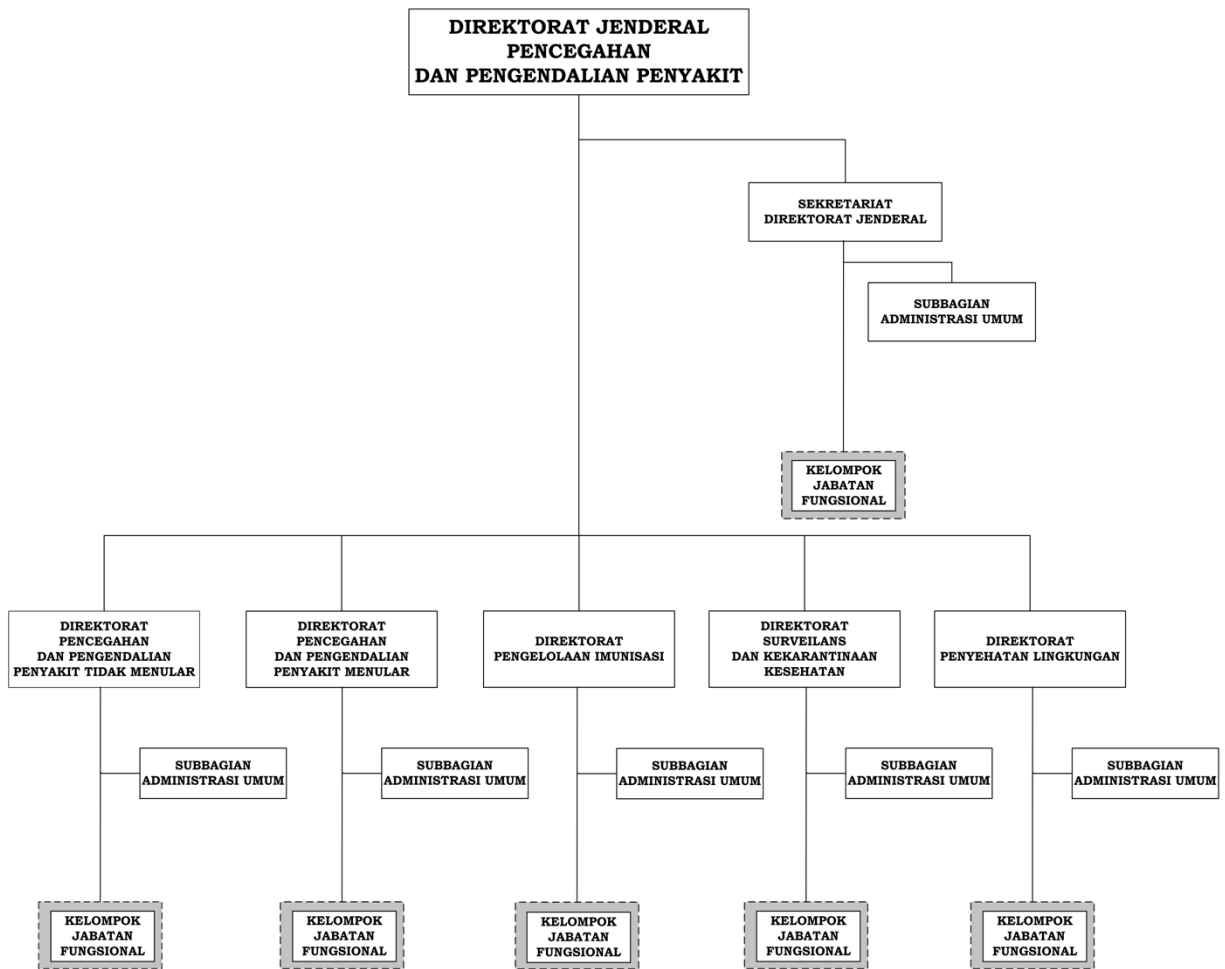 DIREKTORAT JENDERAL
PENCEGAHAN
DAN PENGENDALIAN PENYAKIT
SEKRETARIAT
DIREKTORAT JENDERAL
SUBBAGIAN
ADMINISTRASI UMUM
KELOMPOK
JABATAN
FUNGSIONAL
DIREKTORAT
PENCEGAHAN
DAN PENGENDALIAN
PENYAKIT TIDAK MENULAR
DIREKTORAT
PENCEGAHAN
DAN PENGENDALIAN
PENYAKIT MENULAR
DIREKTORAT
PENGELOLAAN IMUNISASI
DIREKTORAT
SURVEILANS
DAN KEKARANTINAAN
KESEHATAN
DIREKTORAT
PENYEHATAN LINGKUNGAN
SUBBAGIAN
ADMINISTRASI UMUM
SUBBAGIAN
ADMINISTRASI UMUM
SUBBAGIAN
ADMINISTRASI UMUM
SUBBAGIAN
ADMINISTRASI UMUM
SUBBAGIAN
ADMINISTRASI UMUM
KELOMPOK
JABATAN
FUNGSIONAL
KELOMPOK
JABATAN
FUNGSIONAL
KELOMPOK
JABATAN
FUNGSIONAL
KELOMPOK
JABATAN
FUNGSIONAL
KELOMPOK
JABATAN
FUNGSIONAL